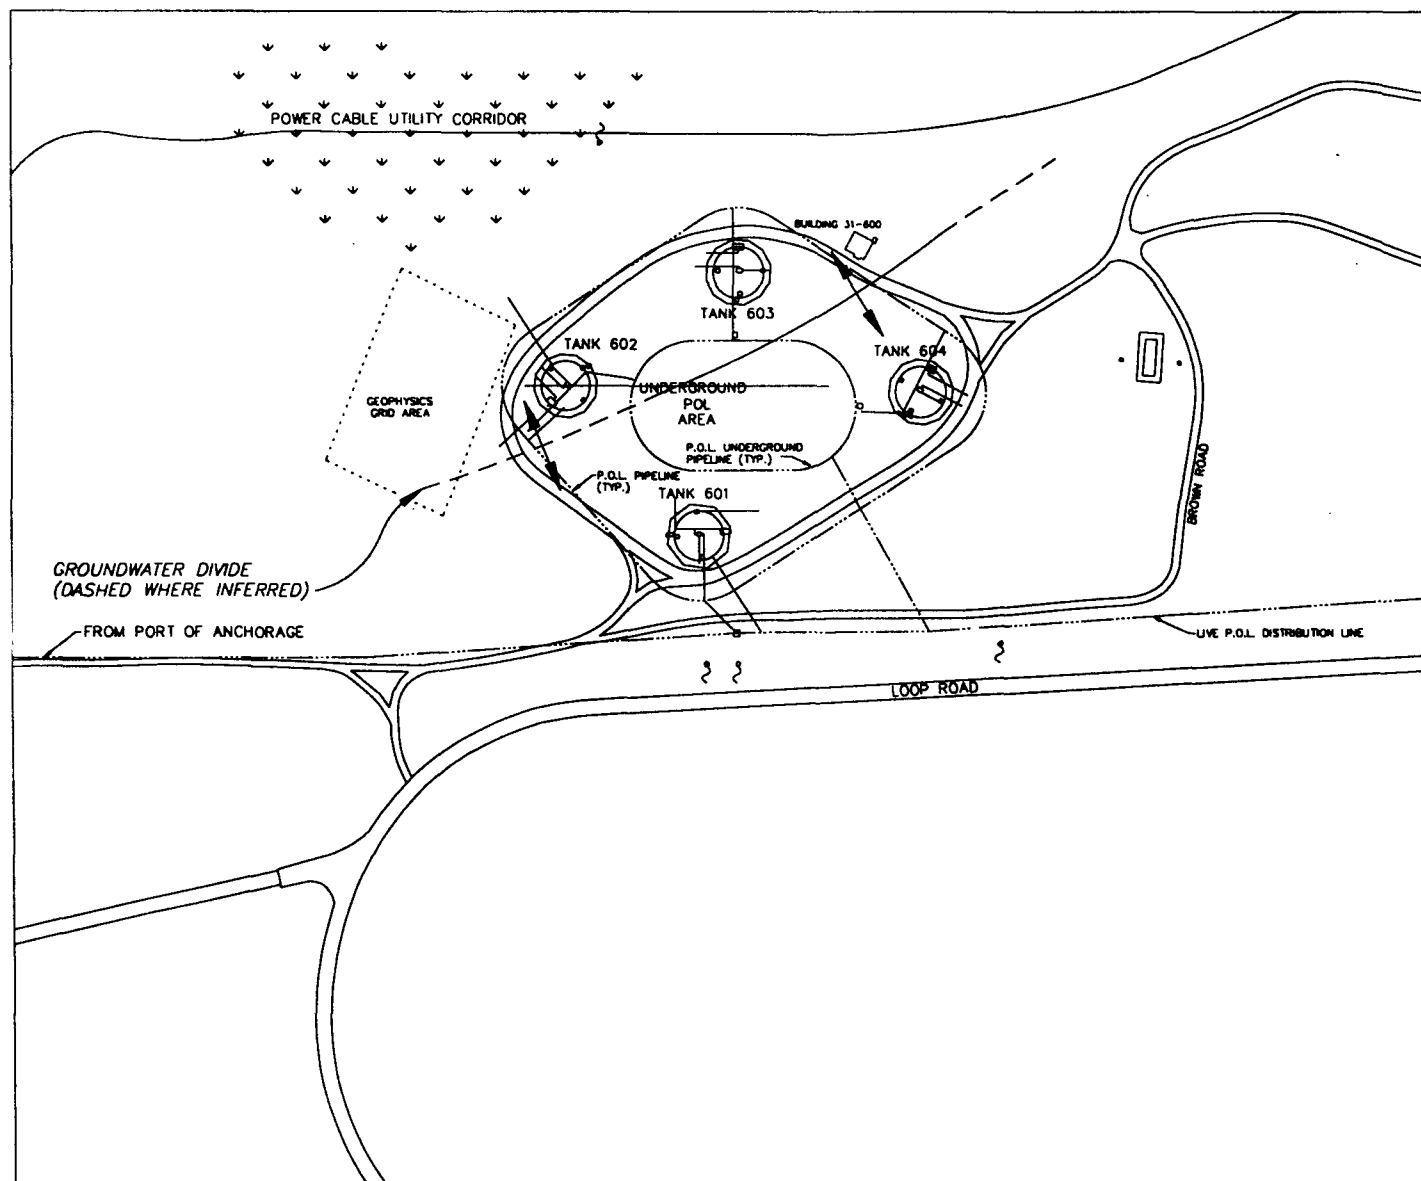 POWER CABLE UTILITY CORRIDOR
BUILDING 31-600
TANK 603
TANK 602
TANK 604
GEOPHYSICS
GRID AREA
UNDERGROUND
POL
AREA
P.O.L. UNDERGROUND
PIPELINE (TYP.)
P.O.L. PIPELINE
(TYP.)
TANK 601
BROWN ROAD
GROUNDWATER DIVIDE
(DASHED WHERE INFERRED)
FROM PORT OF ANCHORAGE
LIVE P.O.L. DISTRIBUTION LINE
LOOP ROAD